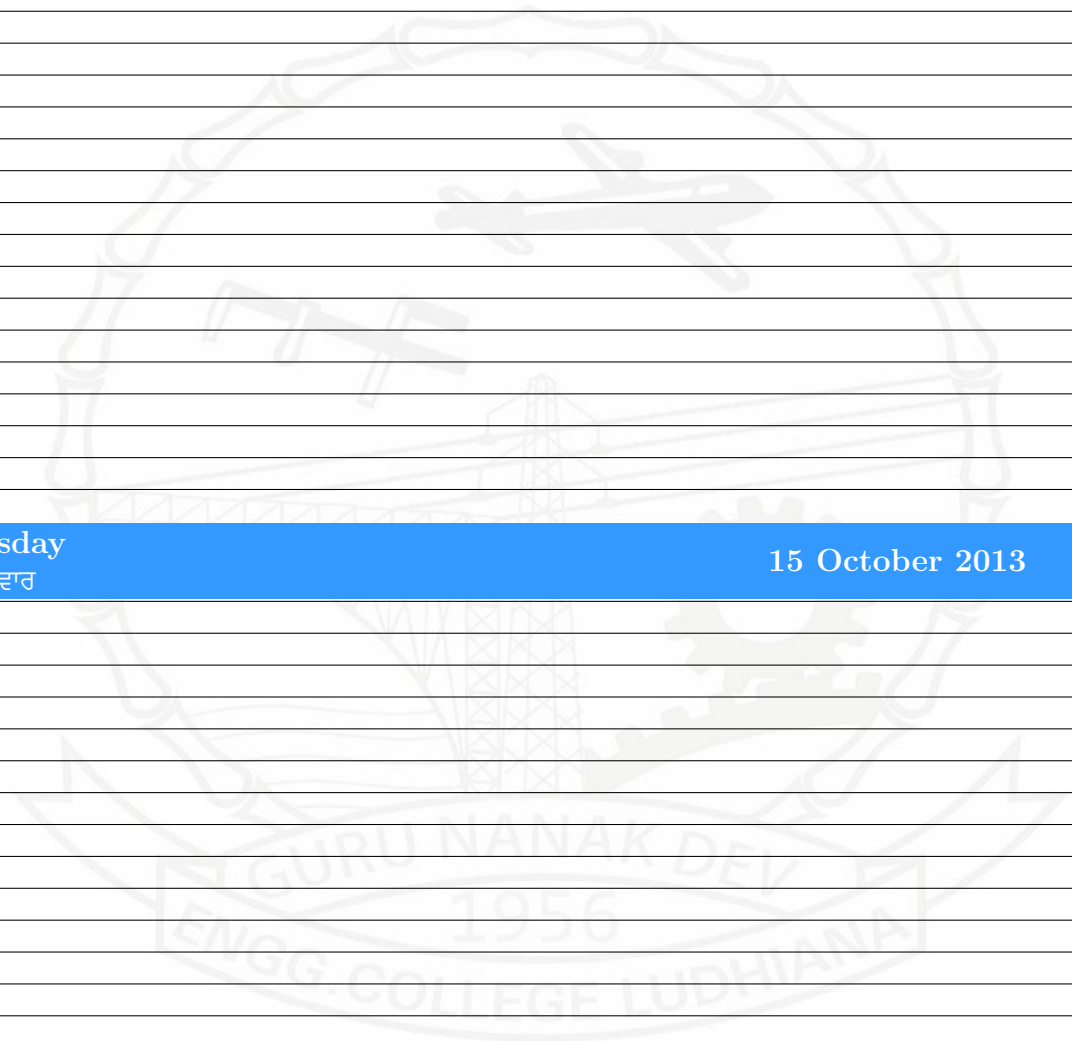 sday
ਵਾਰ
15 October 2013
GURU NANAK DEV
1956
ENGG. COLLEGE LUDHIANA